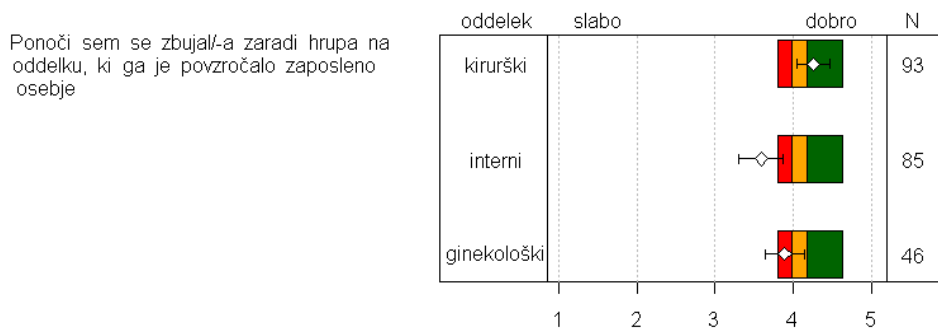 Ponoči sem se zbujal/-a zaradi hrupa na
oddelku, ki ga je povzročalo zaposleno
osebje
oddelek slabo dobro N
kirurški 93
interni 85
ginekološki 46
1 2 3 4 5